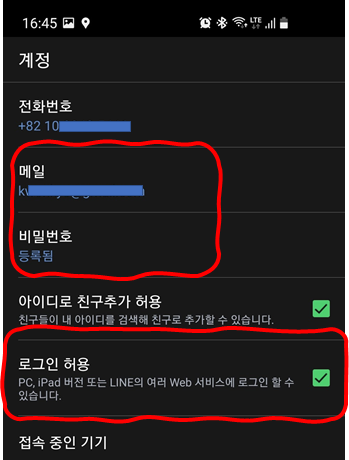 16:45 LTE
계정
전화번호
+82 10
메일
비밀번호
등록됨
아이디로 친구추가 허용
친구들이 내 아이디를 검색해 친구로 추가할 수 있습니다.
로그인 허용
PC, iPad 버전 또는 LINE의 여러 Web 서비스에 로그인 할 수
있습니다.
접속 중인 기기